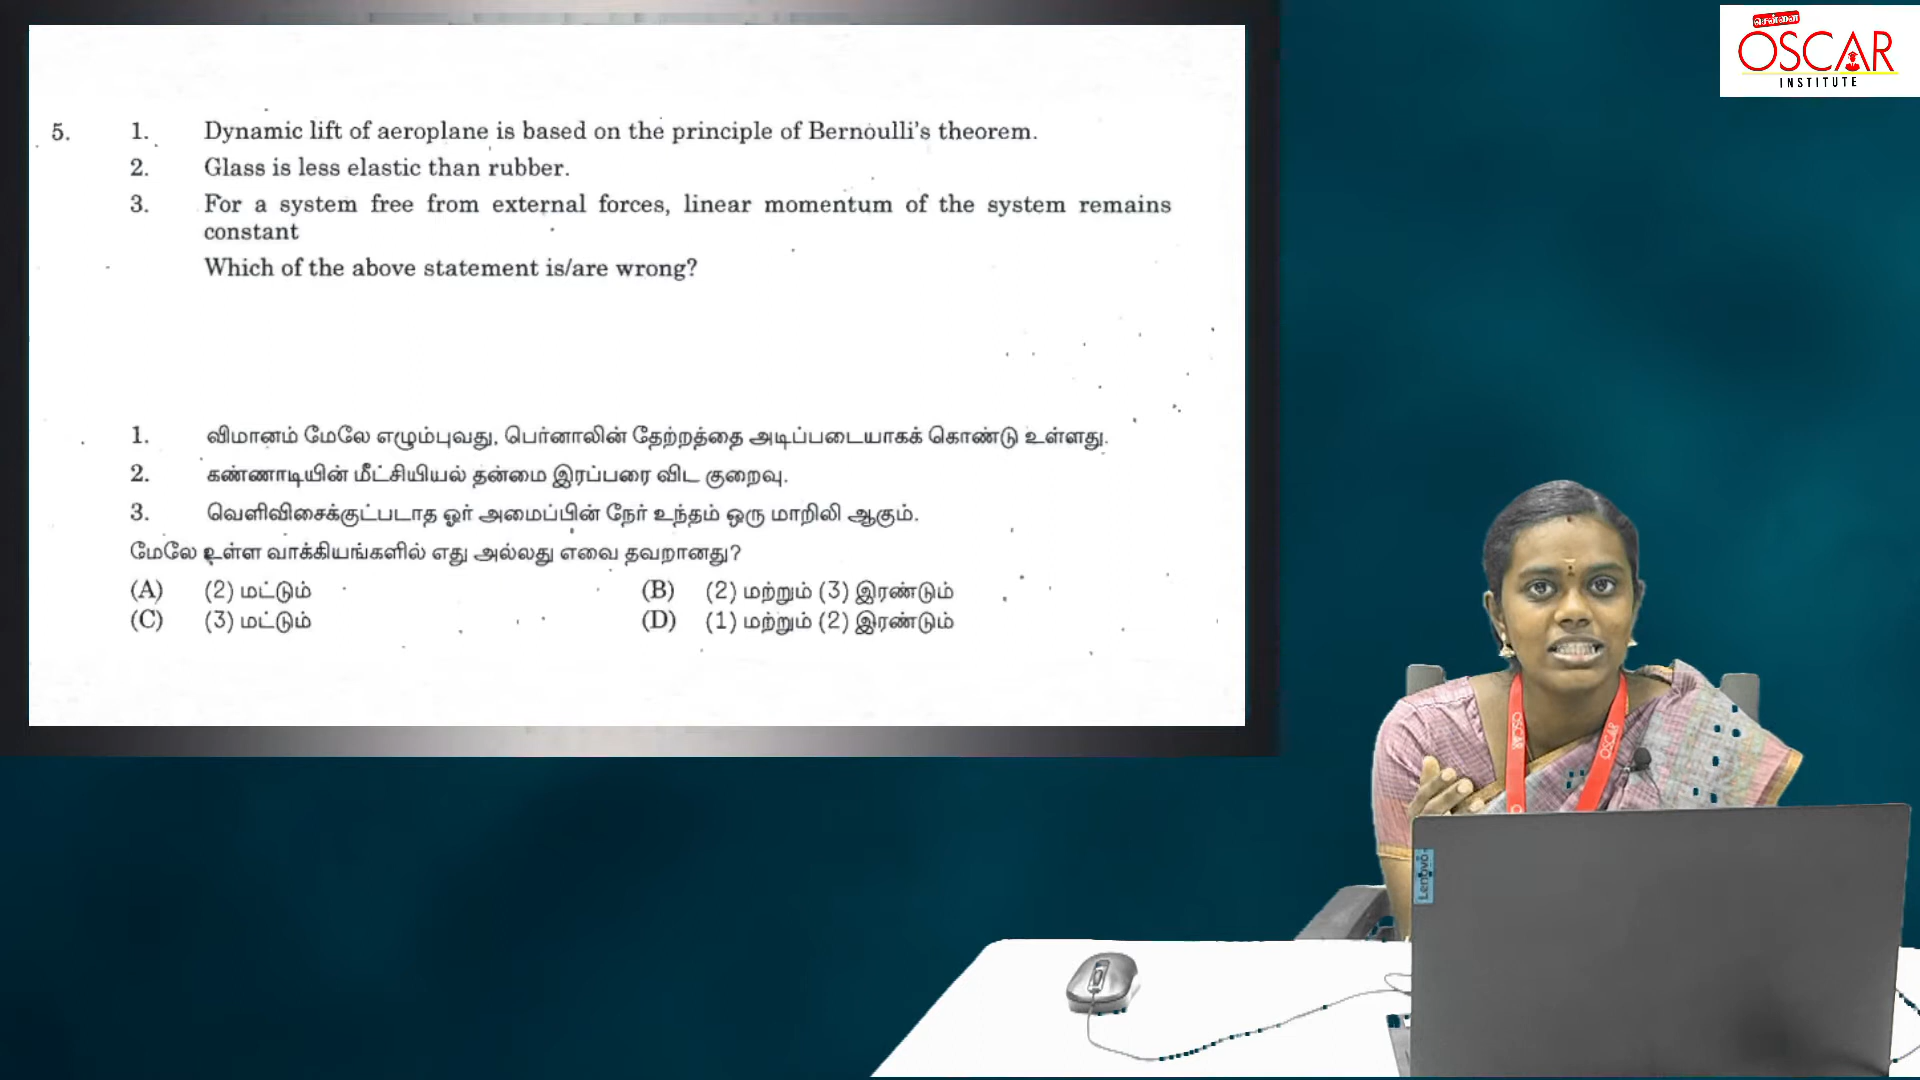 சென்னை
OSCAR
INSTITUTE
5. 1. Dynamic lift of aeroplane is based on the principle of Bernoulli's theorem.
2. Glass is less elastic than rubber.
3. For a system free from external forces, linear momentum of the system remains
constant
Which of the above statement is/are wrong?
1. விமானம் மேலே எழும்புவது, பெர்னாலின் தேற்றத்தை அடிப்படையாகக் கொண்டு உள்ளது.
2. கண்ணாடியின் மீட்சியியல் தன்மை இரப்பரை விட குறைவு.
3. வெளிவிசைக்குட்படாத ஓர் அமைப்பின் நேர் உந்தம் ஒரு மாறிலி ஆகும்.
மேலே உள்ள வாக்கியங்களில் எது அல்லது எவை தவறானது?
(A) (2) மட்டும் (B) (2) மற்றும் (3) இரண்டும்
(C) (3) மட்டும் (D) (1) மற்றும் (2) இரண்டும்
OSCAR
OSCAR
Lenovo